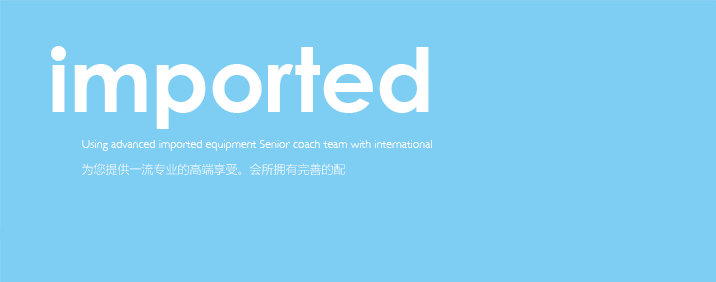 imported
Using advanced imported equipment Senior coach team with international
为您提供一流专业的高端享受。会所拥有完善的配